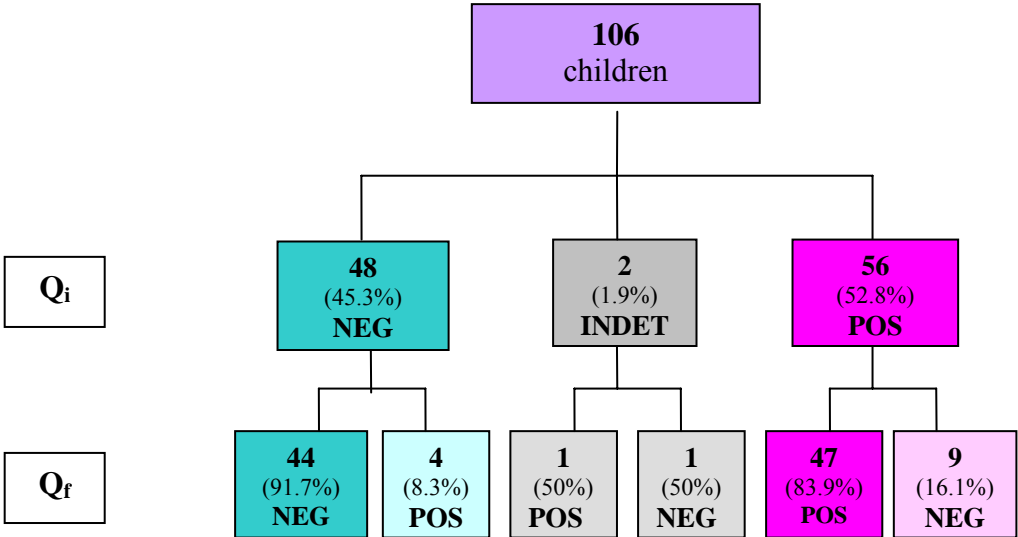 106
children
Qi
48
(45.3%)
NEG
2
(1.9%)
INDET
56
(52.8%)
POS
Qf
44
(91.7%)
NEG
4
(8.3%)
POS
1
(50%)
POS
1
(50%)
NEG
47
(83.9%)
POS
9
(16.1%)
NEG